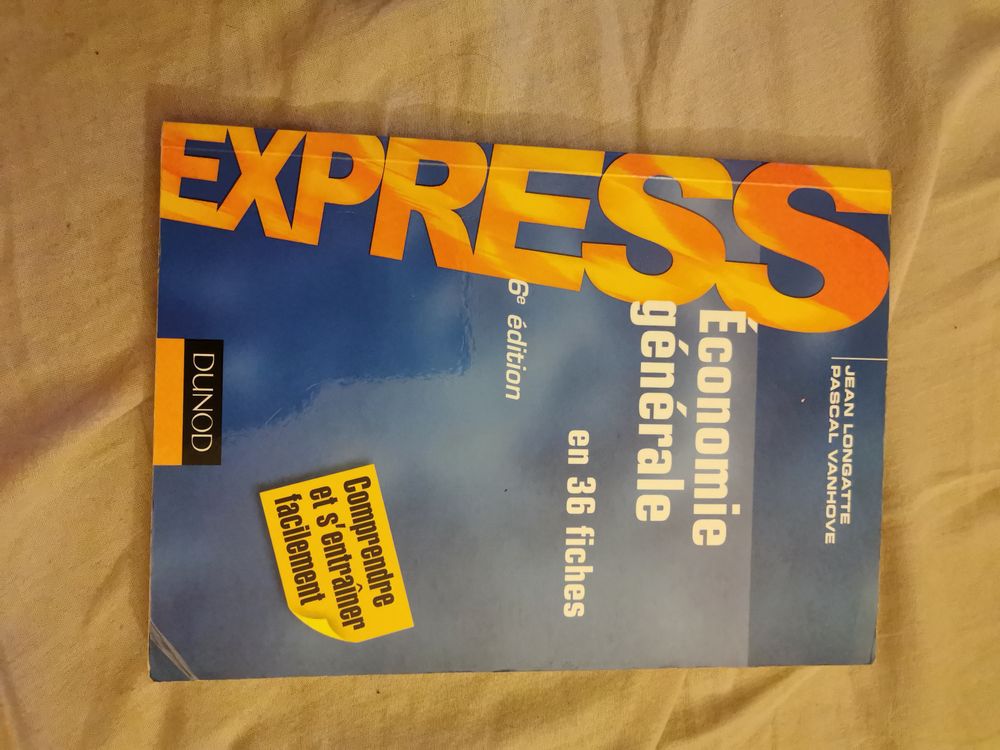 JEAN LONGATTE
PASCAL VANHOVE
Économie
générale
en 36 fiches
6e édition
EXPRESS
Comprendre
et s'entraîner
facilement
DUNOD